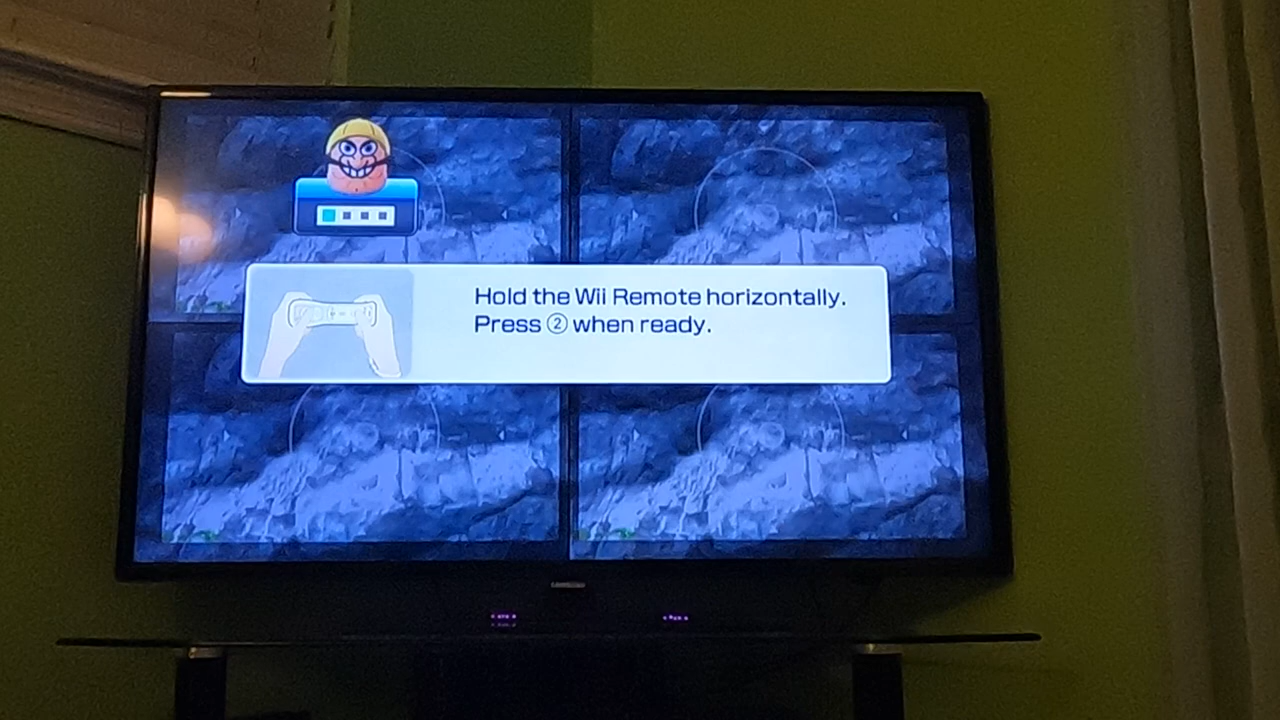 Hold the Wii Remote horizontally.
Press ② when ready.